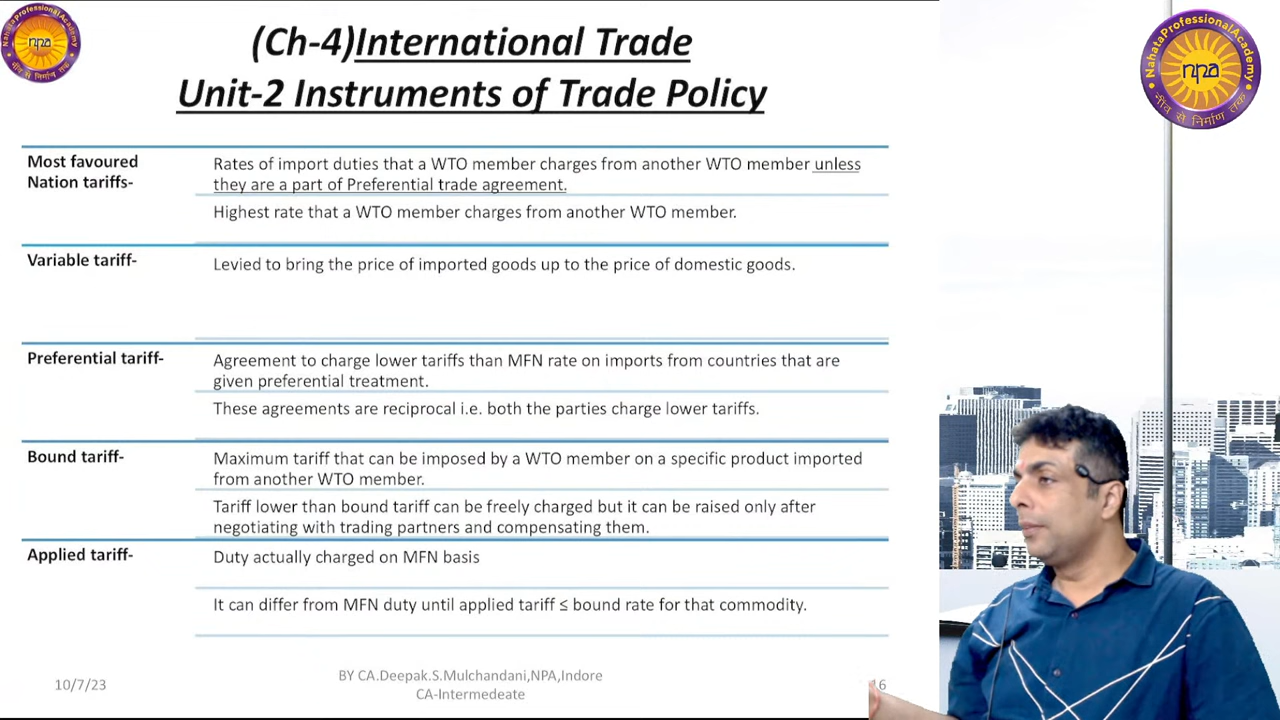 NahataProfessionalAcademy
npa
नींव से निर्माण तक
(Ch-4)International Trade
Unit-2 Instruments of Trade Policy
NahataProfessionalAcademy
npa
नींव से निर्माण तक
Most favoured
Nation tariffs-
Rates of import duties that a WTO member charges from another WTO member unless
they are a part of Preferential trade agreement.
Highest rate that a WTO member charges from another WTO member.
Variable tariff-
Levied to bring the price of imported goods up to the price of domestic goods.
Preferential tariff-
Agreement to charge lower tariffs than MFN rate on imports from countries that are
given preferential treatment.
These agreements are reciprocal i.e. both the parties charge lower tariffs.
Bound tariff-
Maximum tariff that can be imposed by a WTO member on a specific product imported
from another WTO member.
Tariff lower than bound tariff can be freely charged but it can be raised only after
negotiating with trading partners and compensating them.
Applied tariff-
Duty actually charged on MFN basis
It can differ from MFN duty until applied tariff ≤ bound rate for that commodity.
10/7/23
BY CA.Deepak.S.Mulchandani,NPA,Indore
CA-Intermedeate
16